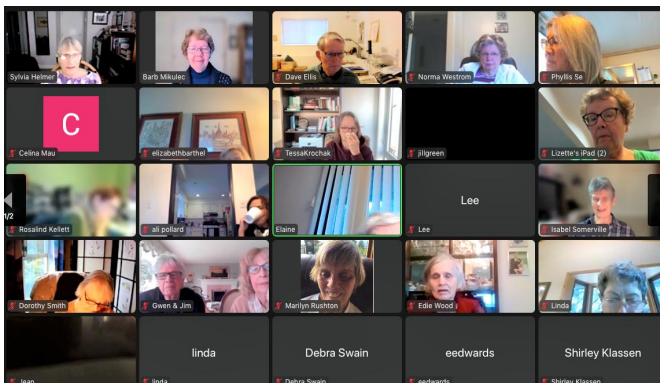 Sylvia Helmer
Barb Mikulec
Dave Ellis
Norma Westrom
Phyllis Se
C
Celina Mau
elizabethbarthel
TessaKrochak
jillgreen
Lizette's iPad (2)
1/2
Rosalind Kellett
ali pollard
Elaine
Lee
Lee
Isabel Somerville
Dorothy Smith
Gwen & Jim
Marilyn Rushton
Edie Wood
Linda
linda
Debra Swain
eedwards
Shirley Klassen
Jean
linda
Debra Swain
eedwards
Shirley Klassen